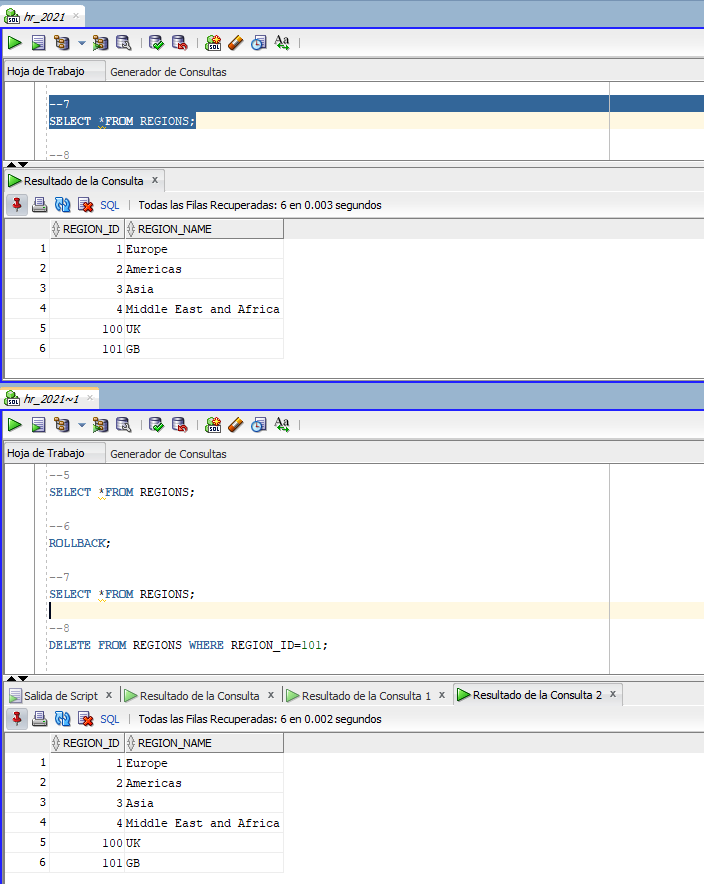 hr_2021
Hoja de Trabajo Generador de Consultas
--7
SELECT *FROM REGIONS;
--8
Resultado de la Consulta x
SQL | Todas las Filas Recuperadas: 6 en 0.003 segundos
REGION_ID REGION_NAME
1 1 Europe
2 2 Americas
3 3 Asia
4 4 Middle East and Africa
5 100 UK
6 101 GB
hr_2021~1
Hoja de Trabajo Generador de Consultas
--5
SELECT *FROM REGIONS;
--6
ROLLBACK;
--7
SELECT *FROM REGIONS;
--8
DELETE FROM REGIONS WHERE REGION_ID=101;
Salida de Script x Resultado de la Consulta x Resultado de la Consulta 1 x Resultado de la Consulta 2 x
SQL | Todas las Filas Recuperadas: 6 en 0.002 segundos
REGION_ID REGION_NAME
1 1 Europe
2 2 Americas
3 3 Asia
4 4 Middle East and Africa
5 100 UK
6 101 GB